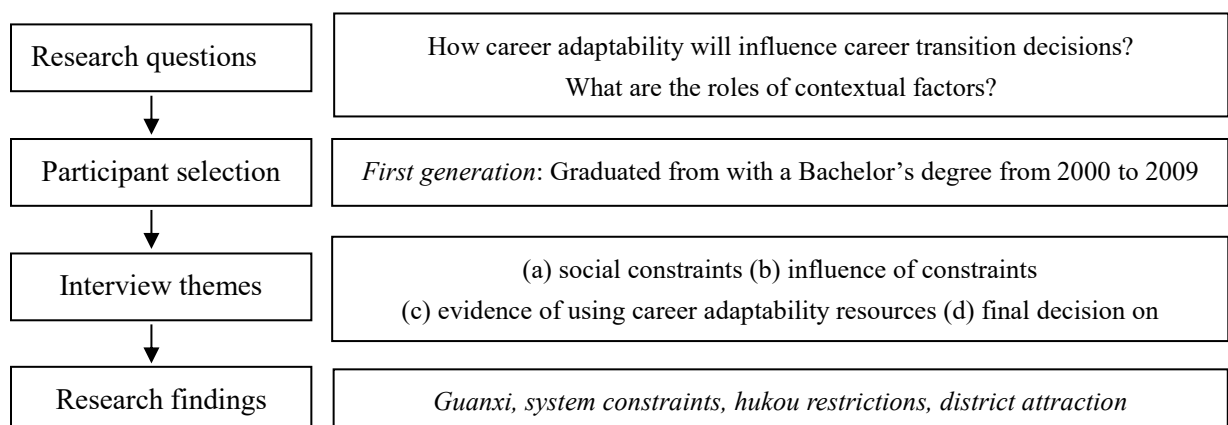 Research questions
How career adaptability will influence career transition decisions?
What are the roles of contextual factors?
Participant selection
First generation: Graduated from with a Bachelor’s degree from 2000 to 2009
Interview themes
(a) social constraints (b) influence of constraints
(c) evidence of using career adaptability resources (d) final decision on
Research findings
Guanxi, system constraints, hukou restrictions, district attraction